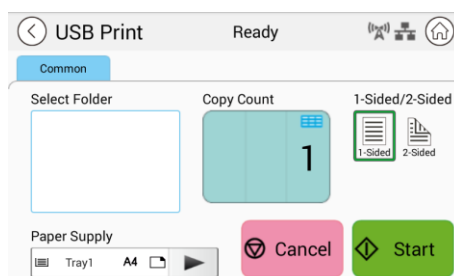 USB Print
Ready
Common
Select Folder
Copy Count
1-Sided/2-Sided
1
1-Sided
2-Sided
Paper Supply
Tray1 A4
Cancel
Start